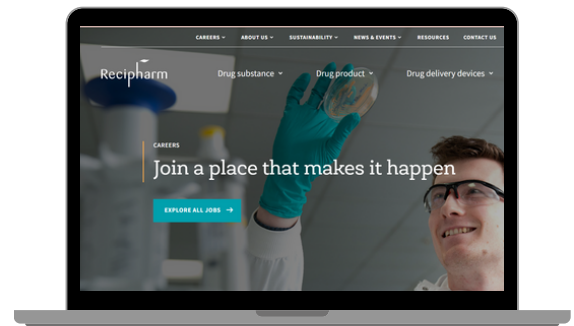 CAREERS ABOUT US SUSTAINABILITY NEWS & EVENTS RESOURCES CONTACT US
Recipharm Drug substance Drug product Drug delivery devices
CAREERS
Join a place that makes it happen
EXPLORE ALL JOBS